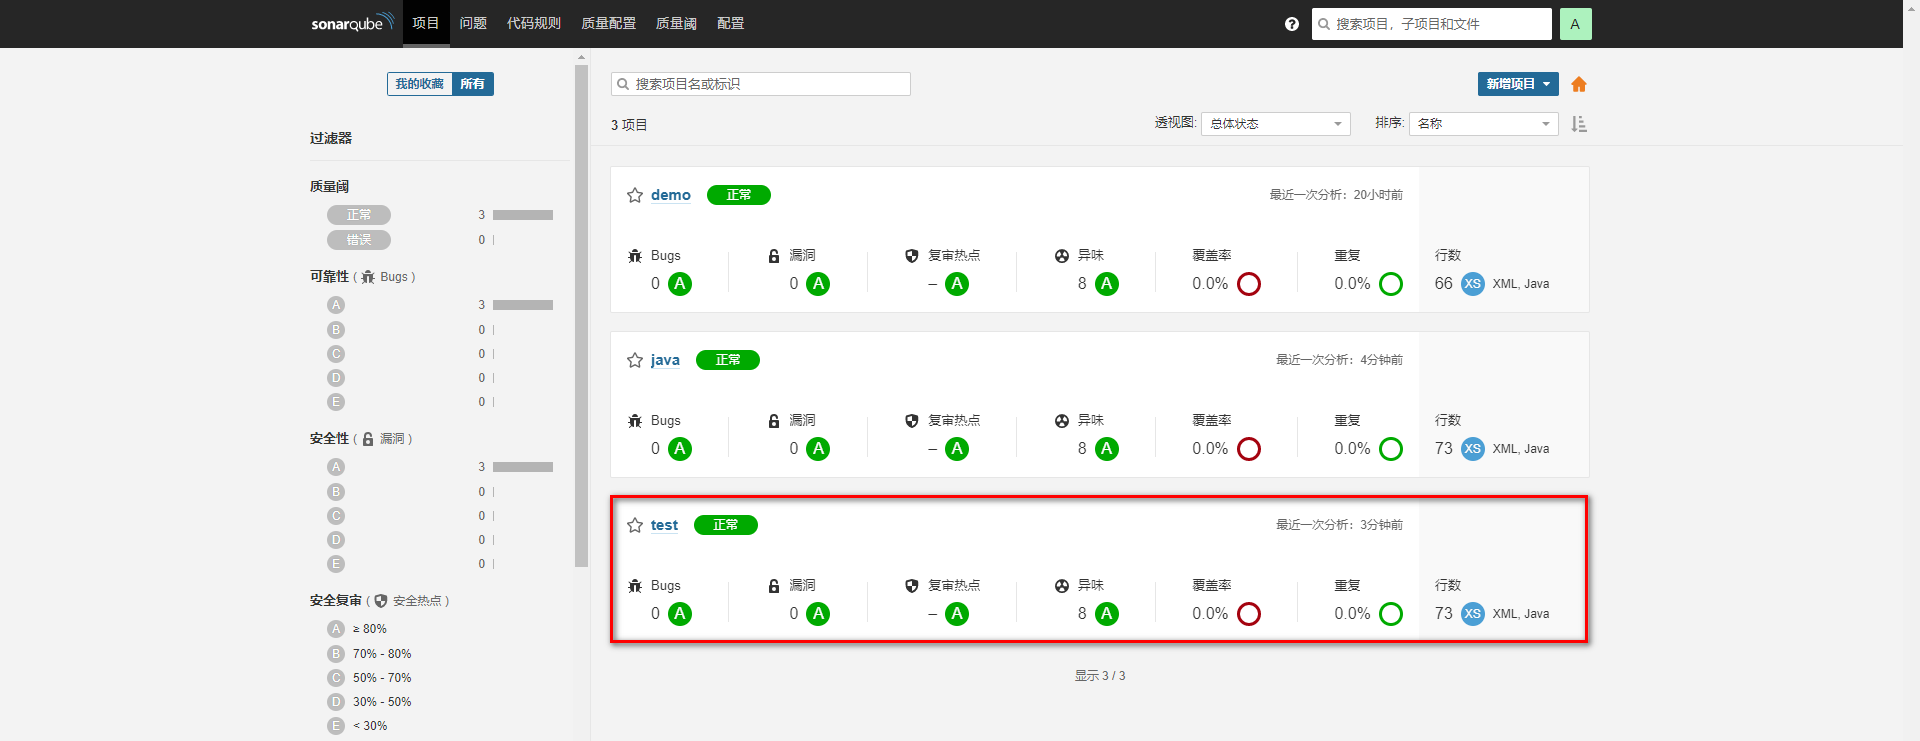 sonarqube 项目 问题 代码规则 质量配置 质量阈 配置 ? 搜索项目，子项目和文件 A
我的收藏 所有
过滤器
质量阈
正常 3
错误 0
可靠性 ( Bugs )
A 3
B 0
C 0
D 0
E 0
安全性 ( 漏洞 )
A 3
B 0
C 0
D 0
E 0
安全复审 ( 安全热点 )
A ≥ 80%
B 70% - 80%
C 50% - 70%
D 30% - 50%
E < 30%
搜索项目名或标识 新增项目
3 项目 透视图: 总体状态 排序: 名称
demo 正常 最近一次分析：20小时前
Bugs 漏洞 复审热点 异味 覆盖率 重复 行数
0 A 0 A – A 8 A 0.0% 0.0% 66 XS XML, Java
java 正常 最近一次分析：4分钟前
Bugs 漏洞 复审热点 异味 覆盖率 重复 行数
0 A 0 A – A 8 A 0.0% 0.0% 73 XS XML, Java
test 正常 最近一次分析：3分钟前
Bugs 漏洞 复审热点 异味 覆盖率 重复 行数
0 A 0 A – A 8 A 0.0% 0.0% 73 XS XML, Java
显示 3 / 3